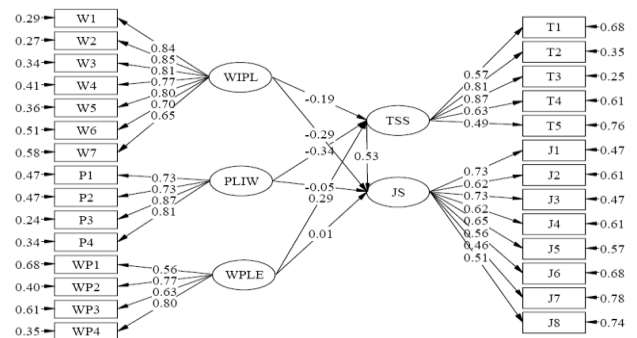 0.29 W1
0.27 W2
0.34 W3
0.41 W4
0.36 W5
0.51 W6
0.58 W7
0.47 P1
0.47 P2
0.24 P3
0.34 P4
0.68 WP1
0.40 WP2
0.61 WP3
0.35 WP4
0.84
0.85
0.81
0.77
0.80
0.70
0.65
0.73
0.73
0.87
0.81
0.56
0.77
0.63
0.80
WIPL
PLIW
WPLE
-0.19
-0.29
-0.34
0.53
-0.05
0.29
0.01
TSS
JS
0.57
0.81
0.87
0.63
0.49
0.73
0.62
0.73
0.62
0.65
0.56
0.46
0.51
T1 0.68
T2 0.35
T3 0.25
T4 0.61
T5 0.76
J1 0.47
J2 0.61
J3 0.47
J4 0.61
J5 0.57
J6 0.68
J7 0.78
J8 0.74